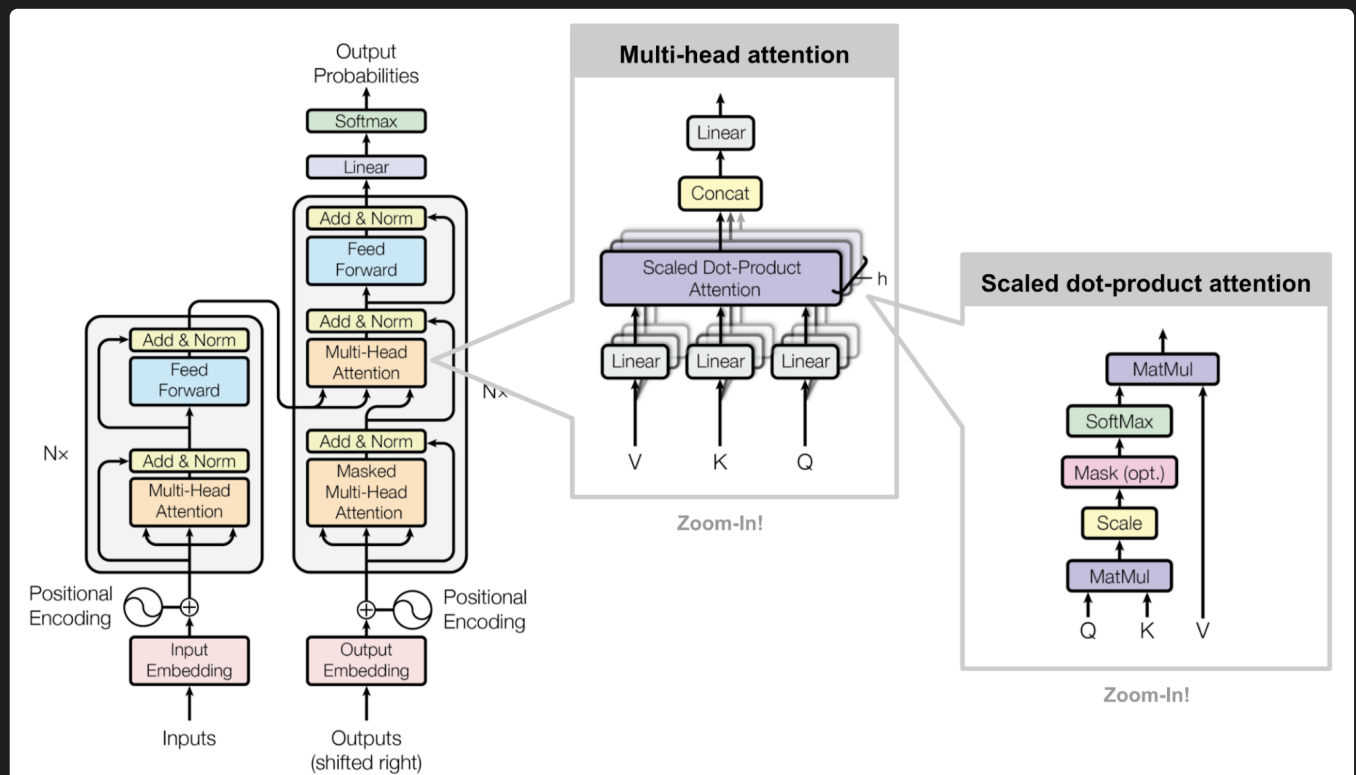 Output
Probabilities
Softmax
Linear
Add & Norm
Feed
Forward
Add & Norm
Multi-Head
Attention
Add & Norm
Masked
Multi-Head
Attention
Nx
Positional
Encoding
Output
Embedding
Outputs
(shifted right)
Add & Norm
Feed
Forward
Add & Norm
Multi-Head
Attention
Nx
Positional
Encoding
Input
Embedding
Inputs
Multi-head attention
Linear
Concat
Scaled Dot-Product
Attention
h
Linear
Linear
Linear
V
K
Q
Zoom-In!
Scaled dot-product attention
MatMul
SoftMax
Mask (opt.)
Scale
MatMul
Q
K
V
Zoom-In!